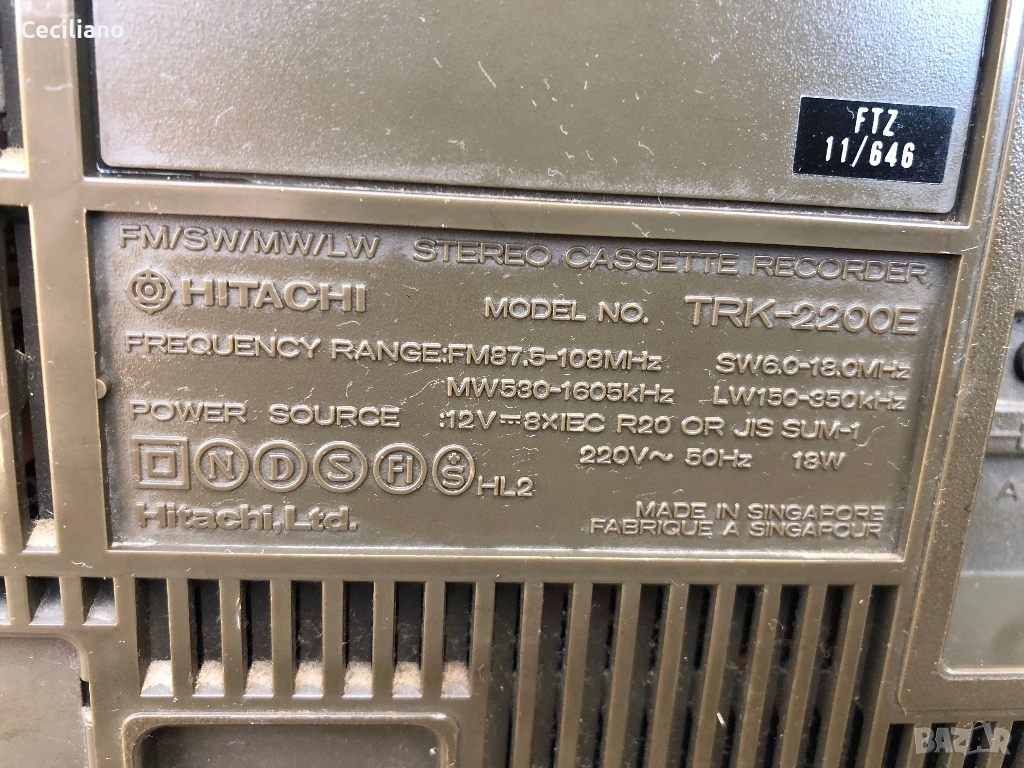 Ceciliano
FTZ
11/646
FM/SW/MW/LW STEREO CASSETTE RECORDER
HITACHI MODEL NO. TRK-2200E
FREQUENCY RANGE:FM87.5-108MHz SW6.0-18.0MHz
MW530-1605kHz LW150-350kHz
POWER SOURCE :12V⎓8XIEC R20 OR JIS SUM-1
220V~ 50Hz 18W
N D S FI S HL2
Hitachi,Ltd.
MADE IN SINGAPORE
FABRIQUE A SINGAPOUR
A
BAZAR